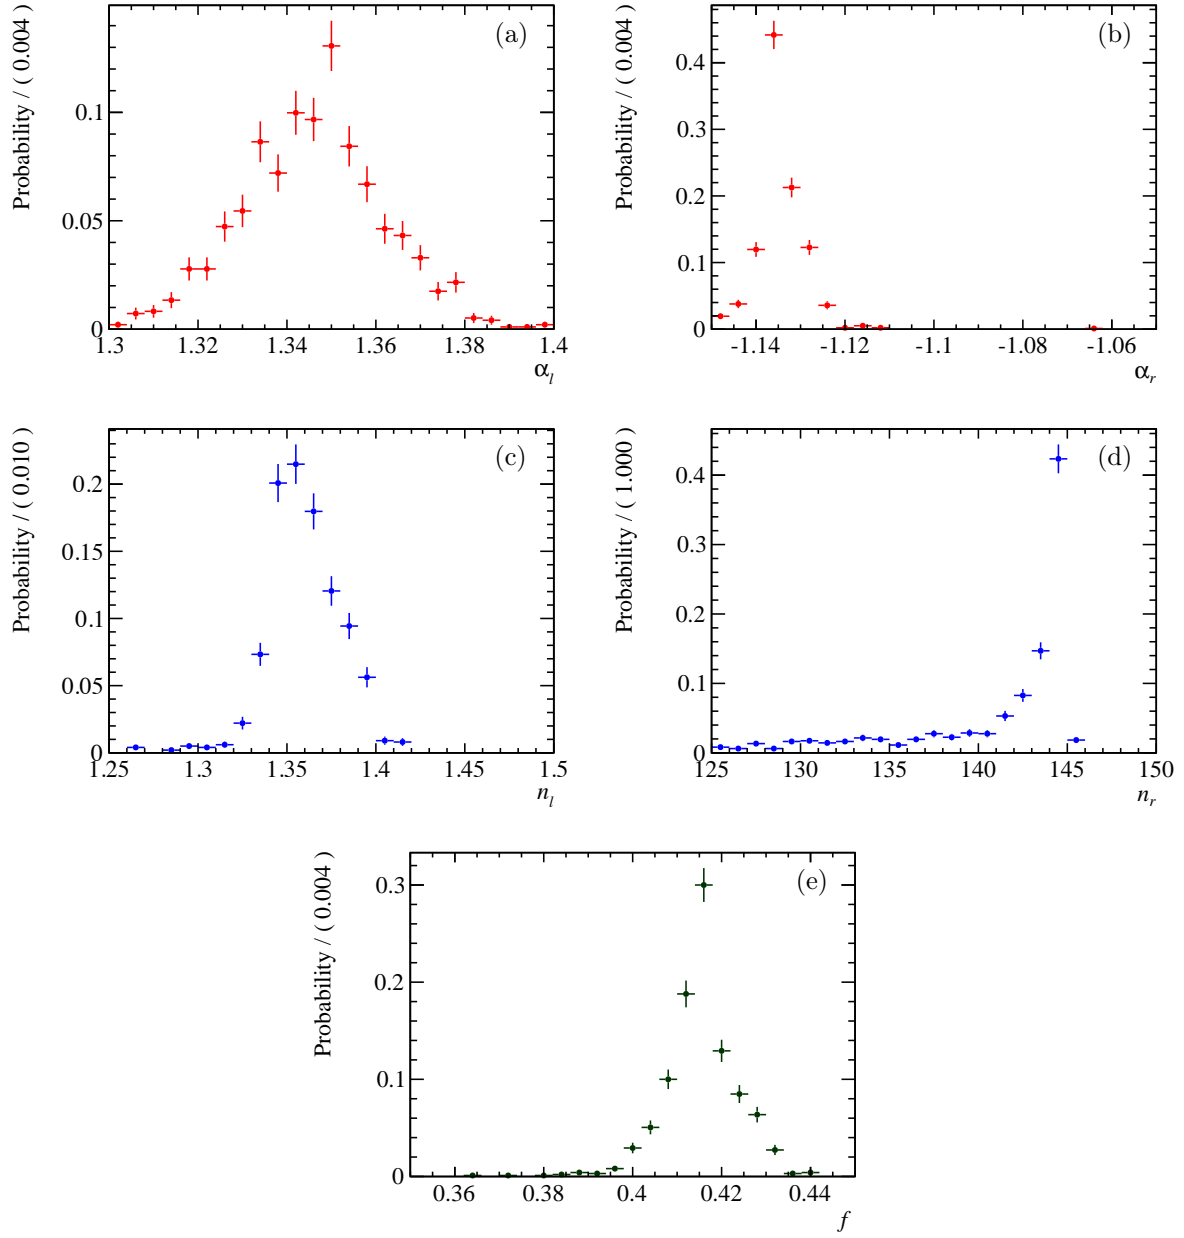 Probability / ( 0.004 )
(a)
0.1
0.05
0
1.3 1.32 1.34 1.36 1.38 1.4
α_l
Probability / ( 0.004 )
(b)
0.4
0.3
0.2
0.1
0
-1.14 -1.12 -1.1 -1.08 -1.06
α_r
Probability / ( 0.010 )
(c)
0.2
0.15
0.1
0.05
0
1.25 1.3 1.35 1.4 1.45 1.5
n_l
Probability / ( 1.000 )
(d)
0.4
0.3
0.2
0.1
0
125 130 135 140 145 150
n_r
Probability / ( 0.004 )
(e)
0.3
0.2
0.1
0
0.36 0.38 0.4 0.42 0.44
f